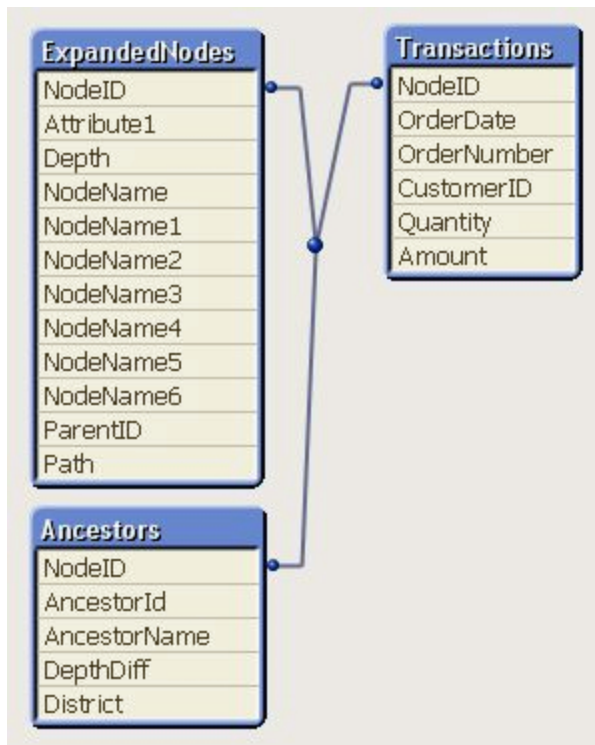 ExpandedNodes
NodeID
Attribute1
Depth
NodeName
NodeName1
NodeName2
NodeName3
NodeName4
NodeName5
NodeName6
ParentID
Path
Transactions
NodeID
OrderDate
OrderNumber
CustomerID
Quantity
Amount
Ancestors
NodeID
AncestorId
AncestorName
DepthDiff
District